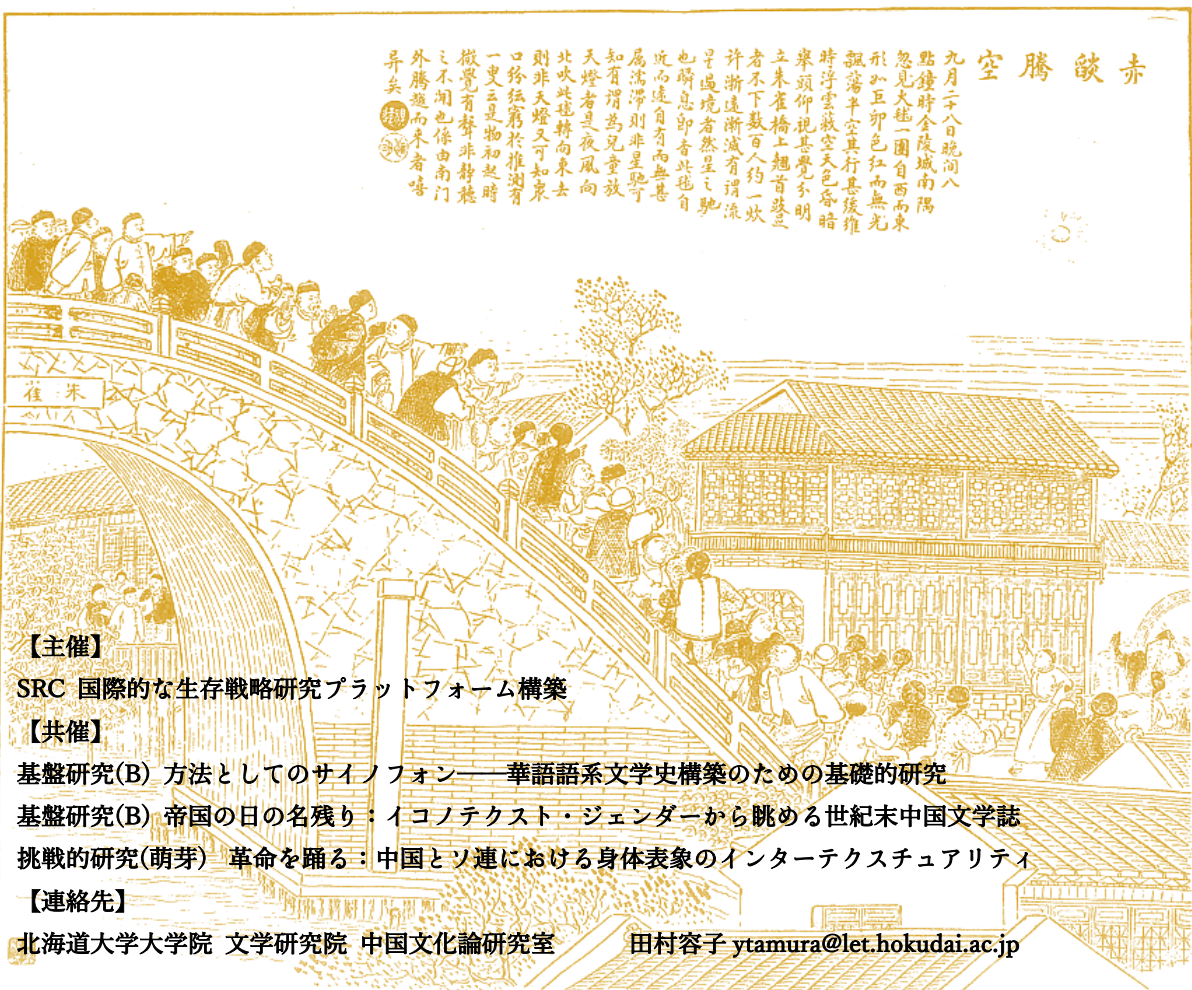 赤燄騰空
九月二十八日晚間八
點鐘時金陵城南隅
忽見火毬一團自西而東
形如巨卵色紅而無光
飄蕩半空其行甚緩維
時浮雲蔽空天色昏暗
舉頭仰視甚覺分明
立朱雀橋上翹首跂足
者不下數百人約一炊
許漸遠漸滅有謂流
星過境者然星之馳
也瞬息即杳此毬自
近而遠自有而無甚
屬濡滯則非星馳可
知有謂為兒童放
天燈者是夜風向
北吹此毬轉向東去
則非天燈又可知衆
口紛紜窮於推測有
一叟云是物初起時
微覺有聲非靜聽
之不聞也係由南门
外騰越而来者嘻
异矣
朱雀
【主催】
SRC 国際的な生存戦略研究プラットフォーム構築
【共催】
基盤研究(B) 方法としてのサイノフォン――華語語系文学史構築のための基礎的研究
基盤研究(B) 帝国の日の名残り：イコノテクスト・ジェンダーから眺める世紀末中国文学誌
挑戦的研究(萌芽) 革命を踊る：中国とソ連における身体表象のインターテクスチュアリティ
【連絡先】
北海道大学大学院 文学研究院 中国文化論研究室 田村容子 ytamura@let.hokudai.ac.jp